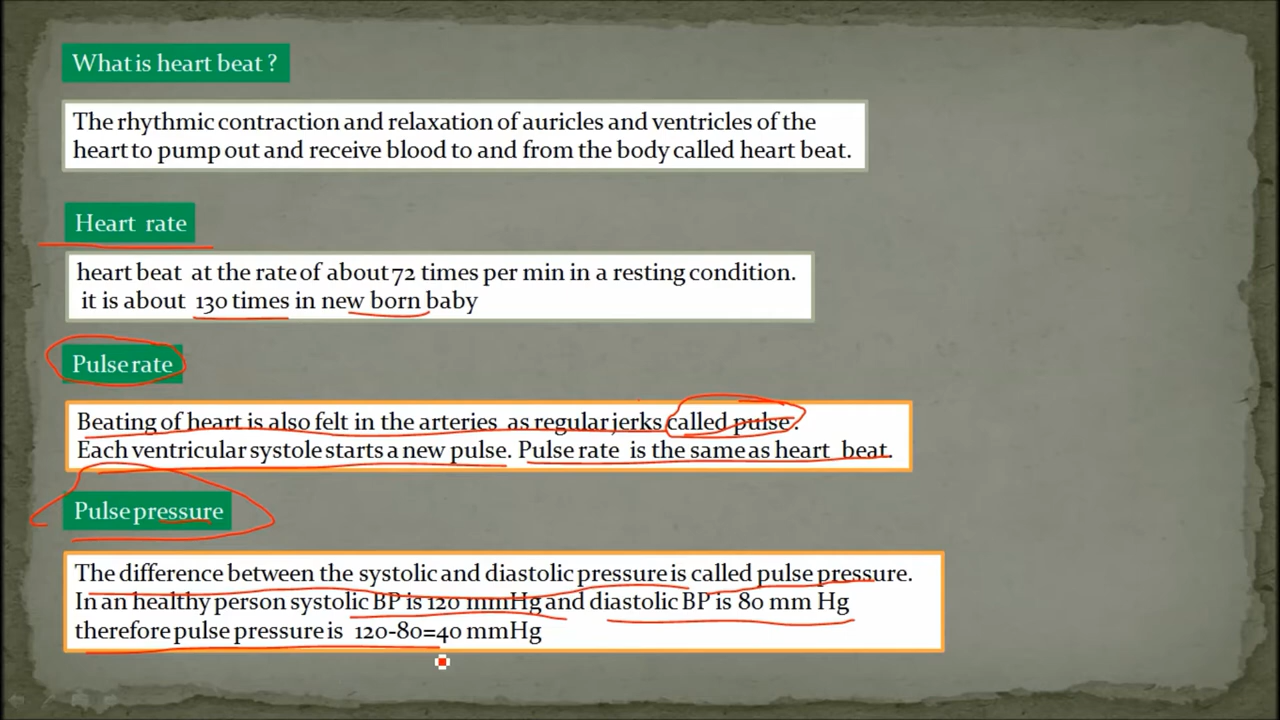 What is heart beat ?
The rhythmic contraction and relaxation of auricles and ventricles of the
heart to pump out and receive blood to and from the body called heart beat.
Heart rate
heart beat at the rate of about 72 times per min in a resting condition.
it is about 130 times in new born baby
Pulse rate
Beating of heart is also felt in the arteries as regular jerks called pulse .
Each ventricular systole starts a new pulse. Pulse rate is the same as heart beat.
Pulse pressure
The difference between the systolic and diastolic pressure is called pulse pressure.
In an healthy person systolic BP is 120 mmHg and diastolic BP is 80 mm Hg
therefore pulse pressure is 120-80=40 mmHg